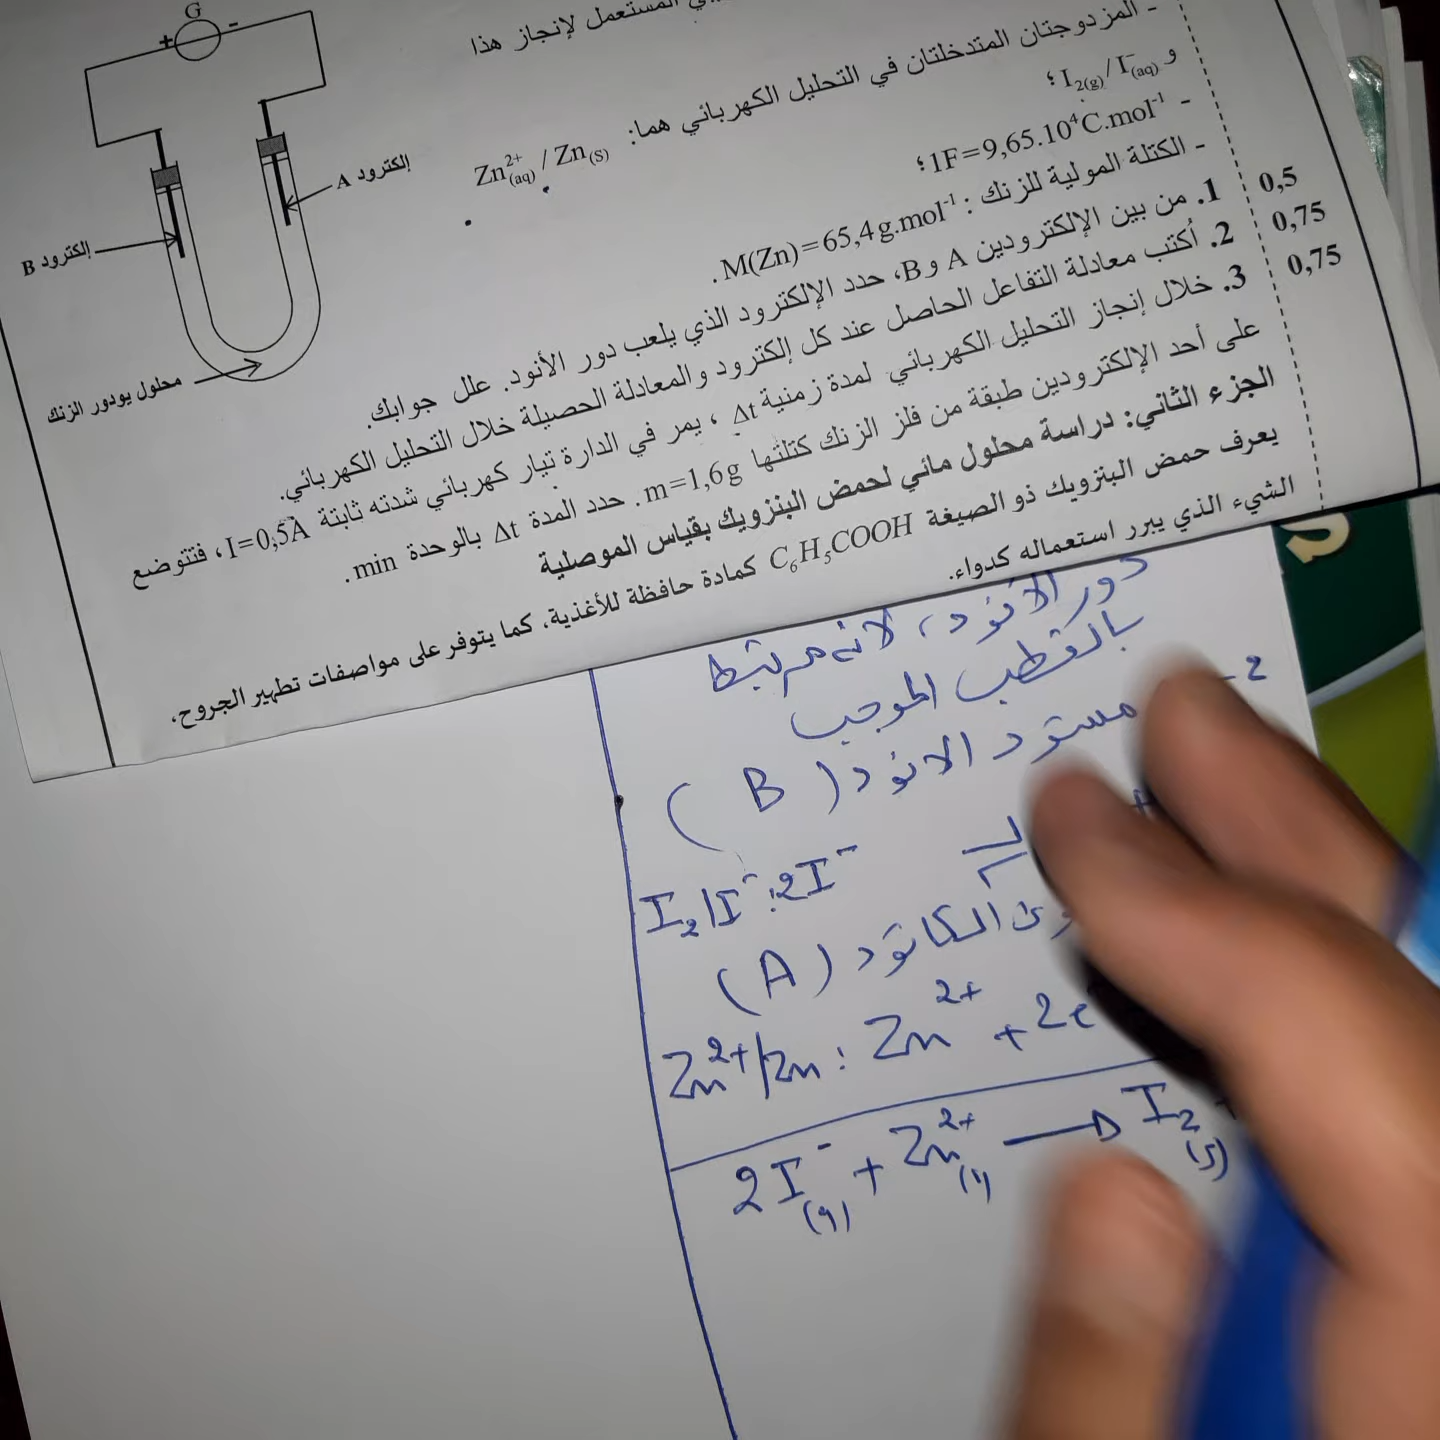 المستعمل لإنجاز هذا
- المزدوجتان المتدخلتان في التحليل الكهربائي هما: Zn²⁺(aq) / Zn(S)
و I2(g) / I⁻(aq) ؛
- 1F=9,65.10⁴C.mol⁻¹ ؛
- الكتلة المولية للزنك : M(Zn)=65,4g.mol⁻¹ .
0,5 1. من بين الإلكترودين A و B، حدد الإلكترود الذي يلعب دور الأنود. علل جوابك.
0,75 2. أكتب معادلة التفاعل الحاصل عند كل إلكترود والمعادلة الحصيلة خلال التحليل الكهربائي.
0,75 3. خلال إنجاز التحليل الكهربائي لمدة زمنية Δt ، يمر في الدارة تيار كهربائي شدته ثابتة I=0,5A ، فتتوضع
على أحد الإلكترودين طبقة من فلز الزنك كتلتها m=1,6g . حدد المدة Δt بالوحدة min .
الجزء الثاني: دراسة محلول مائي لحمض البنزويك بقياس الموصلية
يعرف حمض البنزويك ذو الصيغة C6H5COOH كمادة حافظة للأغذية، كما يتوفر على مواصفات تطهير الجروح،
الشيء الذي يبرر استعماله كدواء.
G
+ -
إلكترود A
إلكترود B
محلول يودور الزنك
دور الأنود، لأنه مرتبط
بالقطب الموجب
2-
مستوى الانود (B)
I2/I⁻ : 2I⁻
الكاتود (A)
Zn²⁺/Zn : Zn²⁺ + 2e
2I⁻ + Zn²⁺ → I2 (s)